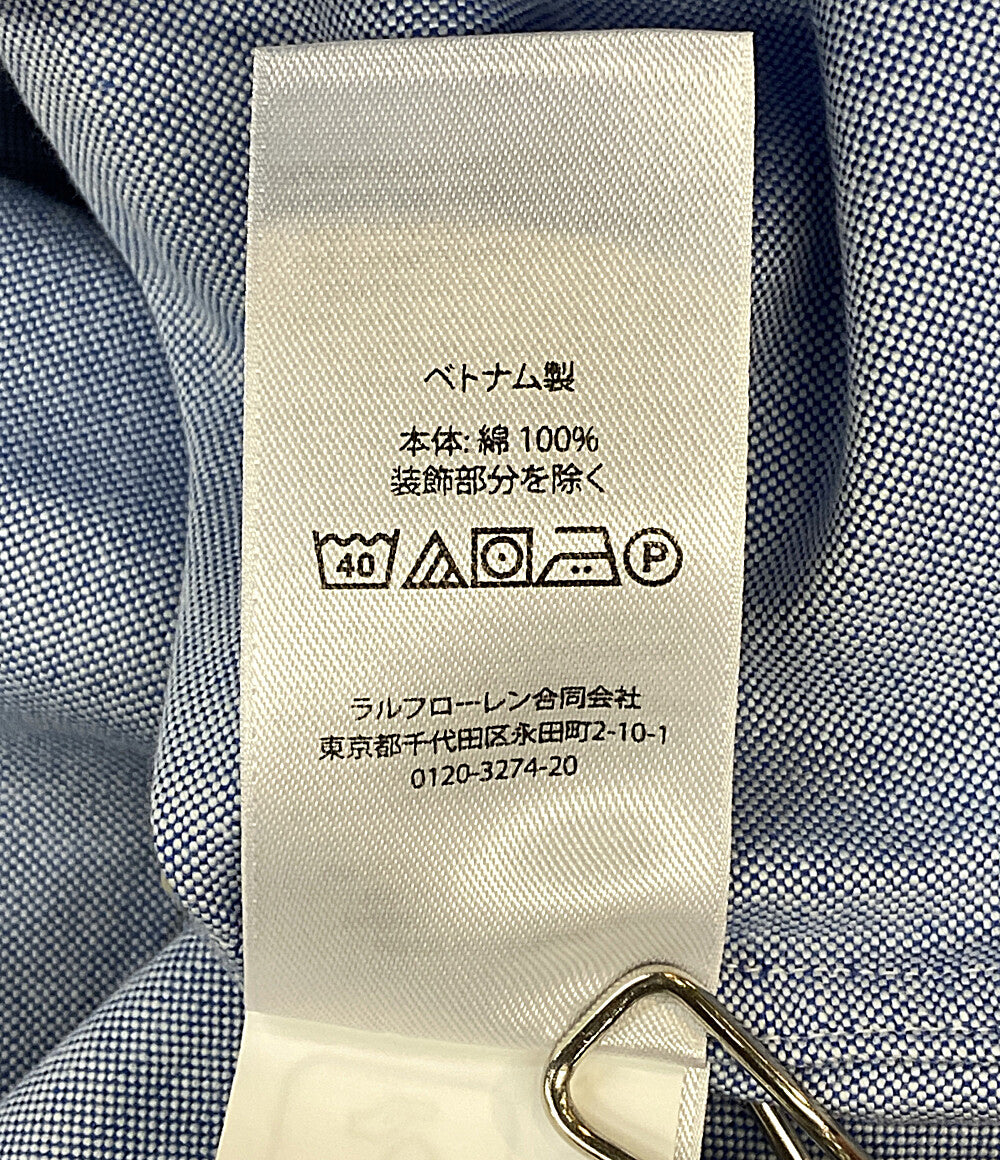 ベトナム製
本体: 綿 100%
装飾部分を除く
40 P
ラルフローレン合同会社
東京都千代田区永田町2-10-1
0120-3274-20